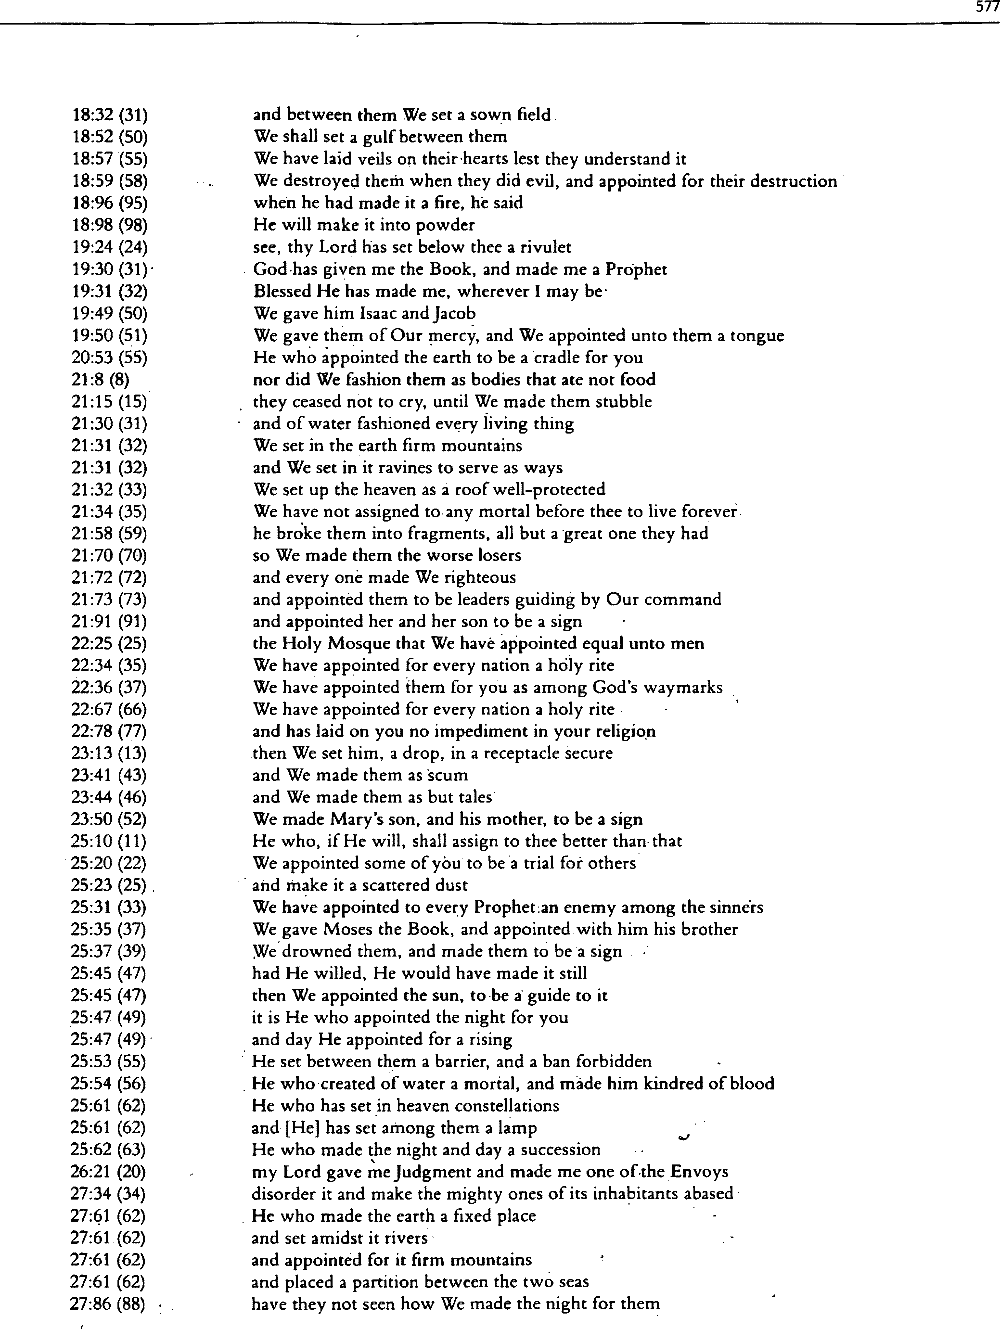 577
18:32 (31) and between them We set a sown field
18:52 (50) We shall set a gulf between them
18:57 (55) We have laid veils on their hearts lest they understand it
18:59 (58) We destroyed them when they did evil, and appointed for their destruction
18:96 (95) when he had made it a fire, he said
18:98 (98) He will make it into powder
19:24 (24) see, thy Lord has set below thee a rivulet
19:30 (31) God has given me the Book, and made me a Prophet
19:31 (32) Blessed He has made me, wherever I may be
19:49 (50) We gave him Isaac and Jacob
19:50 (51) We gave them of Our mercy, and We appointed unto them a tongue
20:53 (55) He who appointed the earth to be a cradle for you
21:8 (8) nor did We fashion them as bodies that ate not food
21:15 (15) they ceased not to cry, until We made them stubble
21:30 (31) and of water fashioned every living thing
21:31 (32) We set in the earth firm mountains
21:31 (32) and We set in it ravines to serve as ways
21:32 (33) We set up the heaven as a roof well-protected
21:34 (35) We have not assigned to any mortal before thee to live forever
21:58 (59) he broke them into fragments, all but a great one they had
21:70 (70) so We made them the worse losers
21:72 (72) and every one made We righteous
21:73 (73) and appointed them to be leaders guiding by Our command
21:91 (91) and appointed her and her son to be a sign
22:25 (25) the Holy Mosque that We have appointed equal unto men
22:34 (35) We have appointed for every nation a holy rite
22:36 (37) We have appointed them for you as among God's waymarks
22:67 (66) We have appointed for every nation a holy rite
22:78 (77) and has laid on you no impediment in your religion
23:13 (13) then We set him, a drop, in a receptacle secure
23:41 (43) and We made them as scum
23:44 (46) and We made them as but tales
23:50 (52) We made Mary's son, and his mother, to be a sign
25:10 (11) He who, if He will, shall assign to thee better than that
25:20 (22) We appointed some of you to be a trial for others
25:23 (25) and make it a scattered dust
25:31 (33) We have appointed to every Prophet an enemy among the sinners
25:35 (37) We gave Moses the Book, and appointed with him his brother
25:37 (39) We drowned them, and made them to be a sign
25:45 (47) had He willed, He would have made it still
25:45 (47) then We appointed the sun, to be a guide to it
25:47 (49) it is He who appointed the night for you
25:47 (49) and day He appointed for a rising
25:53 (55) He set between them a barrier, and a ban forbidden
25:54 (56) He who created of water a mortal, and made him kindred of blood
25:61 (62) He who has set in heaven constellations
25:61 (62) and [He] has set among them a lamp
25:62 (63) He who made the night and day a succession
26:21 (20) my Lord gave me Judgment and made me one of the Envoys
27:34 (34) disorder it and make the mighty ones of its inhabitants abased
27:61 (62) He who made the earth a fixed place
27:61 (62) and set amidst it rivers
27:61 (62) and appointed for it firm mountains
27:61 (62) and placed a partition between the two seas
27:86 (88) have they not seen how We made the night for them